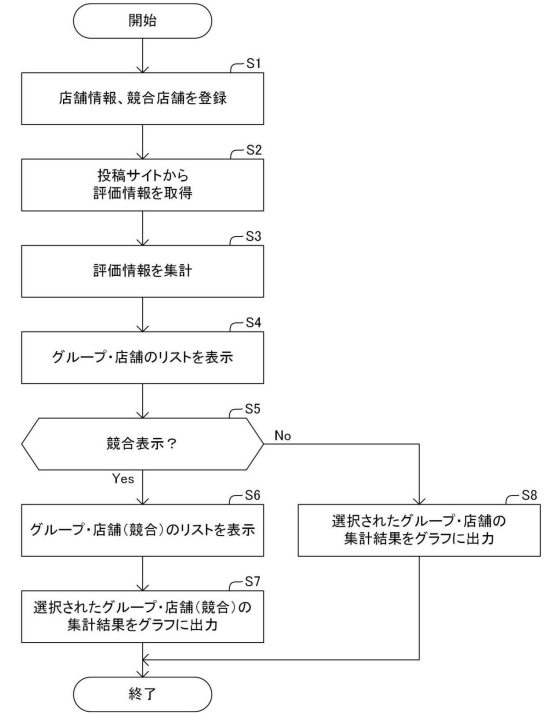 開始
S1
店舗情報、競合店舗を登録
S2
投稿サイトから
評価情報を取得
S3
評価情報を集計
S4
グループ・店舗のリストを表示
S5
競合表示?
No
Yes
S6
グループ・店舗(競合)のリストを表示
S8
選択されたグループ・店舗の
集計結果をグラフに出力
S7
選択されたグループ・店舗(競合)の
集計結果をグラフに出力
終了